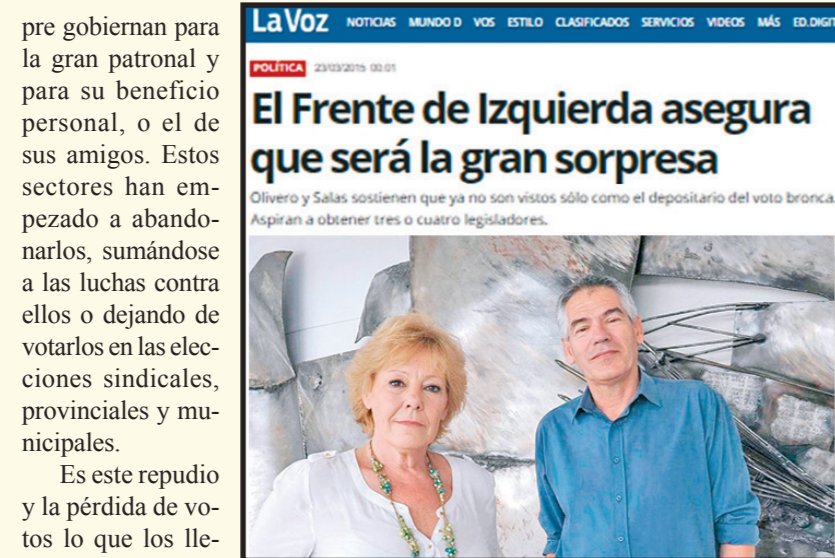 pre gobiernan para
la gran patronal y
para su beneficio
personal, o el de
sus amigos. Estos
sectores han em-
pezado a abando-
narlos, sumándose
a las luchas contra
ellos o dejando de
votarlos en las elec-
ciones sindicales,
provinciales y mu-
nicipales.
Es este repudio
y la pérdida de vo-
tos lo que los lle-
La Voz NOTICIAS MUNDO D VOS ESTILO CLASIFICADOS SERVICIOS VIDEOS MÁS ED.DIGIT
POLÍTICA 23/03/2015 00.01
El Frente de Izquierda asegura
que será la gran sorpresa
Olivero y Salas sostienen que ya no son vistos sólo como el depositario del voto bronca.
Aspiran a obtener tres o cuatro legisladores.